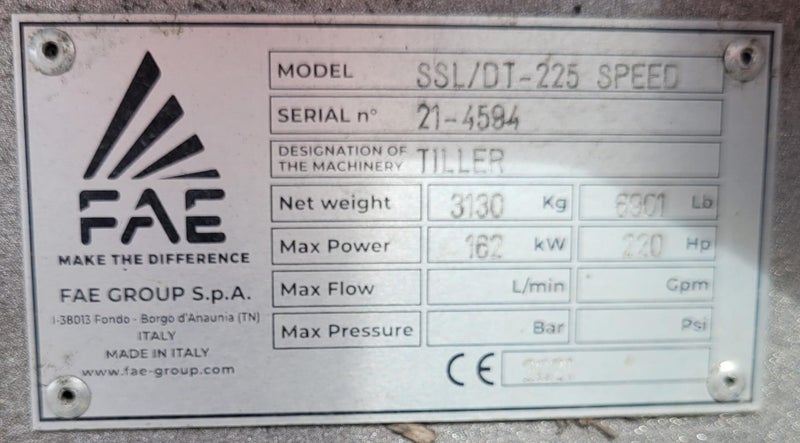 FAE
MAKE THE DIFFERENCE
FAE GROUP S.p.A.
I-38013 Fondo - Borgo d'Anaunia (TN)
ITALY
MADE IN ITALY
www.fae-group.com
MODEL SSL/DT-225 SPEED
SERIAL n° 21-4594
DESIGNATION OF THE MACHINERY TILLER
Net weight 3130 Kg 6901 Lb
Max Power 162 kW 220 Hp
Max Flow L/min Gpm
Max Pressure Bar Psi
CE 2021